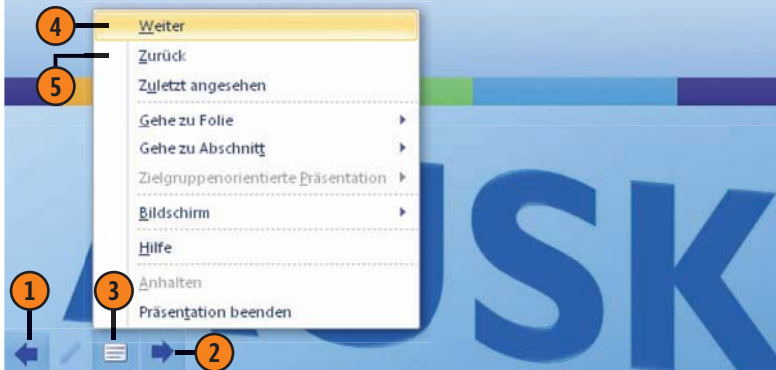 4
Weiter
5
Zurück
Zuletzt angesehen
Gehe zu Folie
Gehe zu Abschnitt
Zielgruppenorientierte Präsentation
Bildschirm
Hilfe
Anhalten
Präsentation beenden
1
3
2
USK